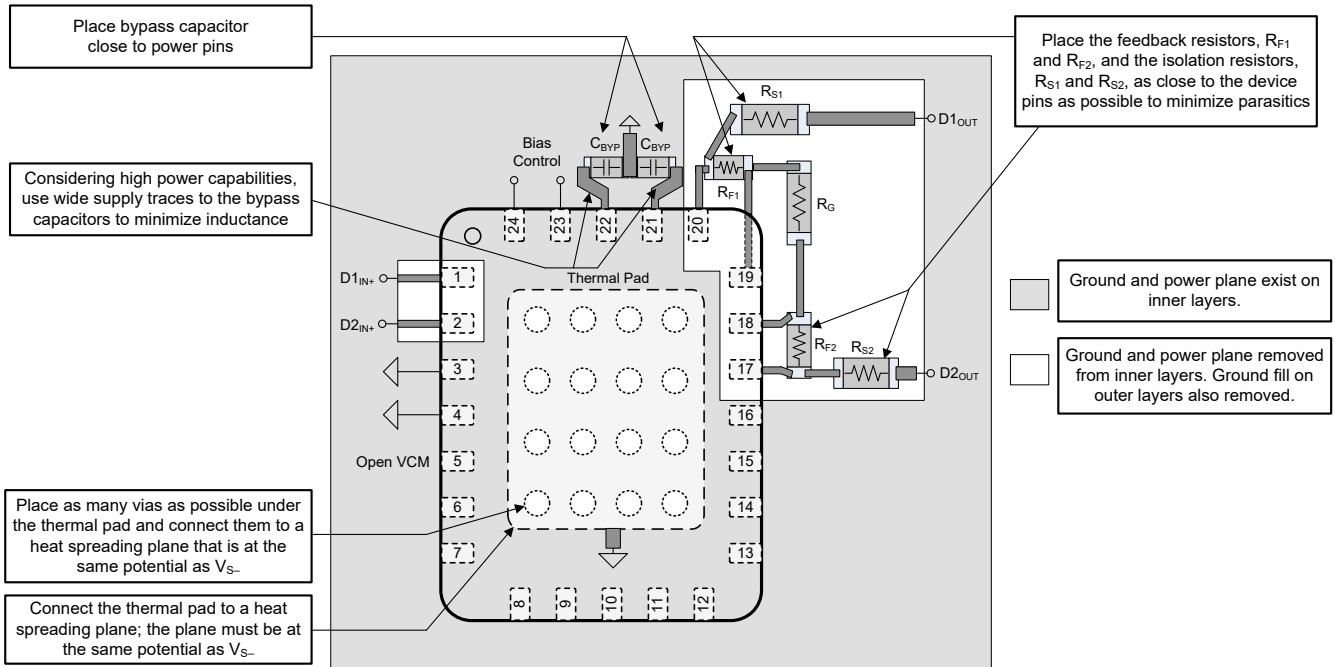 Place bypass capacitor
close to power pins
Considering high power capabilities,
use wide supply traces to the bypass
capacitors to minimize inductance
Place as many vias as possible under
the thermal pad and connect them to a
heat spreading plane that is at the
same potential as VS–
Connect the thermal pad to a heat
spreading plane; the plane must be at
the same potential as VS–
Place the feedback resistors, RF1
and RF2, and the isolation resistors,
RS1 and RS2, as close to the device
pins as possible to minimize parasitics
Ground and power plane exist on
inner layers.
Ground and power plane removed
from inner layers. Ground fill on
outer layers also removed.
Bias
Control
CBYP
CBYP
RS1
D1OUT
RF1
RG
24
23
22
21
20
Thermal Pad
D1IN+
1
D2IN+
2
3
4
Open VCM
5
6
7
8
9
10
11
12
19
18
17
16
15
14
13
RF2
RS2
D2OUT